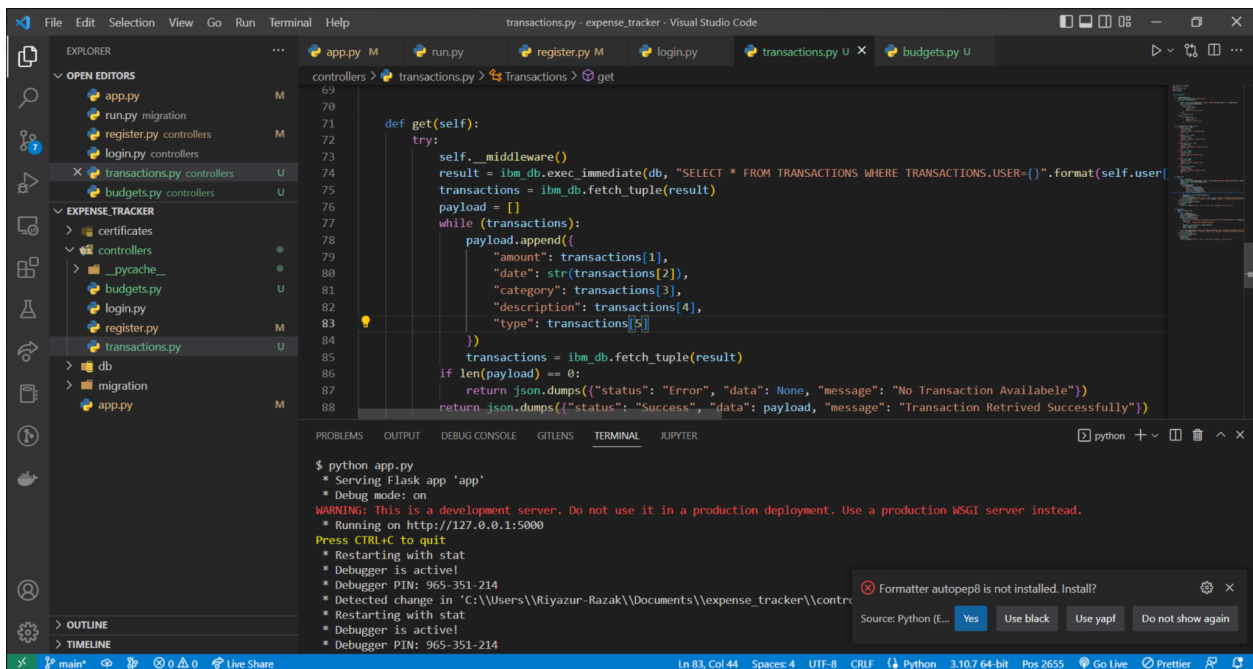 File Edit Selection View Go Run Terminal Help
transactions.py - expense_tracker - Visual Studio Code
EXPLORER
OPEN EDITORS
app.py M
run.py migration
register.py controllers M
login.py controllers
transactions.py controllers U
budgets.py controllers U
EXPENSE_TRACKER
certificates
controllers
__pycache__
budgets.py U
login.py
register.py M
transactions.py U
db
migration
app.py M
OUTLINE
TIMELINE
app.py M run.py register.py M login.py transactions.py U budgets.py U
controllers > transactions.py > Transactions > get
69
70
71 def get(self):
72 try:
73 self.__middleware()
74 result = ibm_db.exec_immediate(db, "SELECT * FROM TRANSACTIONS WHERE TRANSACTIONS.USER={}".format(self.user[
75 transactions = ibm_db.fetch_tuple(result)
76 payload = []
77 while (transactions):
78 payload.append({
79 "amount": transactions[1],
80 "date": str(transactions[2]),
81 "category": transactions[3],
82 "description": transactions[4],
83 "type": transactions[5]
84 })
85 transactions = ibm_db.fetch_tuple(result)
86 if len(payload) == 0:
87 return json.dumps({"status": "Error", "data": None, "message": "No Transaction Availabele"})
88 return json.dumps({"status": "Success", "data": payload, "message": "Transaction Retrived Successfully"})
PROBLEMS OUTPUT DEBUG CONSOLE GITLENS TERMINAL JUPYTER
python
$ python app.py
* Serving Flask app 'app'
* Debug mode: on
WARNING: This is a development server. Do not use it in a production deployment. Use a production WSGI server instead.
* Running on http://127.0.0.1:5000
Press CTRL+C to quit
* Restarting with stat
* Debugger is active!
* Debugger PIN: 965-351-214
* Detected change in 'C:\\Users\\Riyazur-Razak\\Documents\\expense_tracker\\contro
* Restarting with stat
* Debugger is active!
* Debugger PIN: 965-351-214
Formatter autopep8 is not installed. Install?
Source: Python (E... Yes Use black Use yapf Do not show again
7
main* 0 0 Live Share
Ln 83, Col 44 Spaces: 4 UTF-8 CRLF Python 3.10.7 64-bit Pos 2655 Go Live Prettier